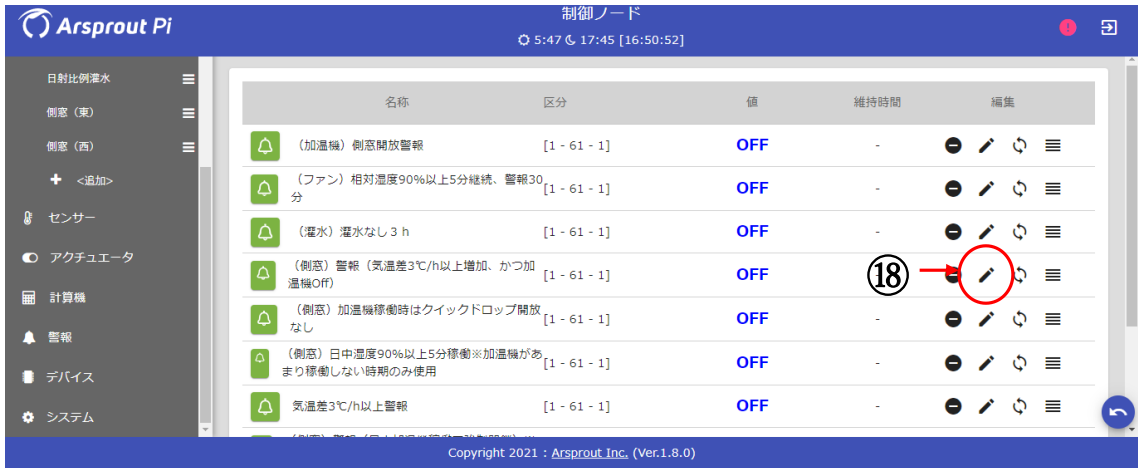 Arsprout Pi
制御ノード
5:47 17:45 [16:50:52]
日射比例灌水
側窓（東）
側窓（西）
<追加>
センサー
アクチュエータ
計算機
警報
デバイス
システム
名称 区分 値 維持時間 編集
（加温機）側窓開放警報 [1 - 61 - 1] OFF -
（ファン）相対湿度90%以上5分継続、警報30
分 [1 - 61 - 1] OFF -
（灌水）灌水なし３ｈ [1 - 61 - 1] OFF -
（側窓）警報（気温差3℃/h以上増加、かつ加
温機Off） [1 - 61 - 1] OFF
⑱
（側窓）加温機稼働時はクイックドロップ開放
なし [1 - 61 - 1] OFF -
（側窓）日中湿度90%以上5分稼働※加温機があ
まり稼働しない時期のみ使用 [1 - 61 - 1] OFF -
気温差3℃/h以上警報 [1 - 61 - 1] OFF -
Copyright 2021 : Arsprout Inc. (Ver.1.8.0)